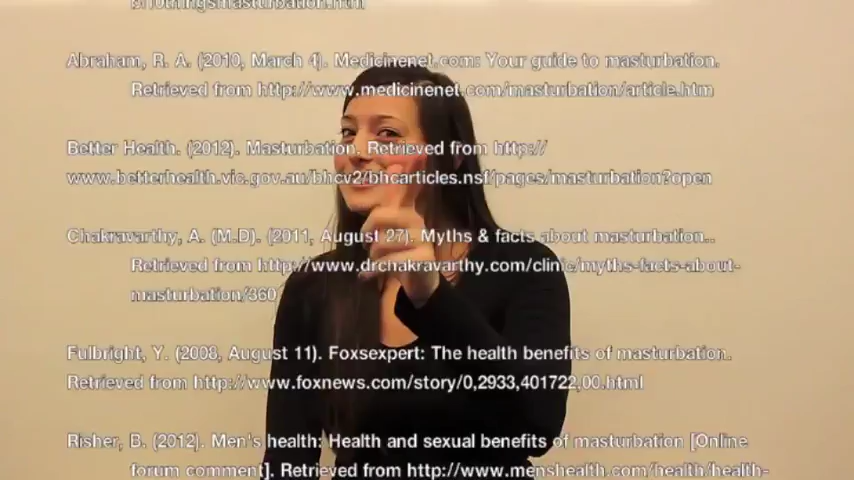 Abraham, R. A. (2010, March 4). Medicinenet.com: Your guide to masturbation.
Retrieved from http://www.medicinenet.com/masturbation/article.htm
Better Health. (2012). Masturbation. Retrieved from http://
www.betterhealth.vic.gov.au/bhcv2/bhcarticles.nsf/pages/masturbation?open
Chakravarthy, A. (M.D). (2011, August 27). Myths & facts about masturbation..
Retrieved from http://www.drchakravarthy.com/clinic/myths-facts-about-
masturbation/360
Fulbright, Y. (2008, August 11). Foxsexpert: The health benefits of masturbation.
Retrieved from http://www.foxnews.com/story/0,2933,401722,00.html
Risher, B. (2012). Men's health: Health and sexual benefits of masturbation [Online
forum comment]. Retrieved from http://www.menshealth.com/health/health-